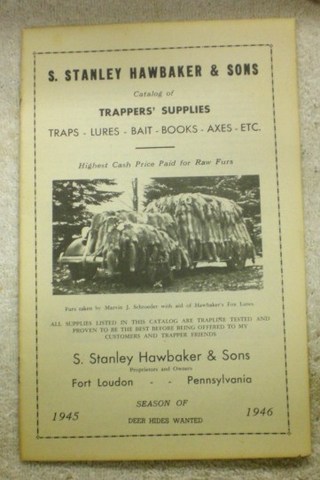 S. STANLEY HAWBAKER & SONS
Catalog of
TRAPPERS' SUPPLIES
TRAPS - LURES - BAIT - BOOKS - AXES - ETC.
Highest Cash Price Paid for Raw Furs
Furs taken by Marvin J. Schroeder with aid of Hawbaker's Fox Lures.
ALL SUPPLIES LISTED IN THIS CATALOG ARE TRAPLINE TESTED AND
PROVEN TO BE THE BEST BEFORE BEING OFFERED TO MY
CUSTOMERS AND TRAPPER FRIENDS
S. Stanley Hawbaker & Sons
Proprietors and Owners
Fort Loudon - - Pennsylvania
SEASON OF
1945 1946
DEER HIDES WANTED